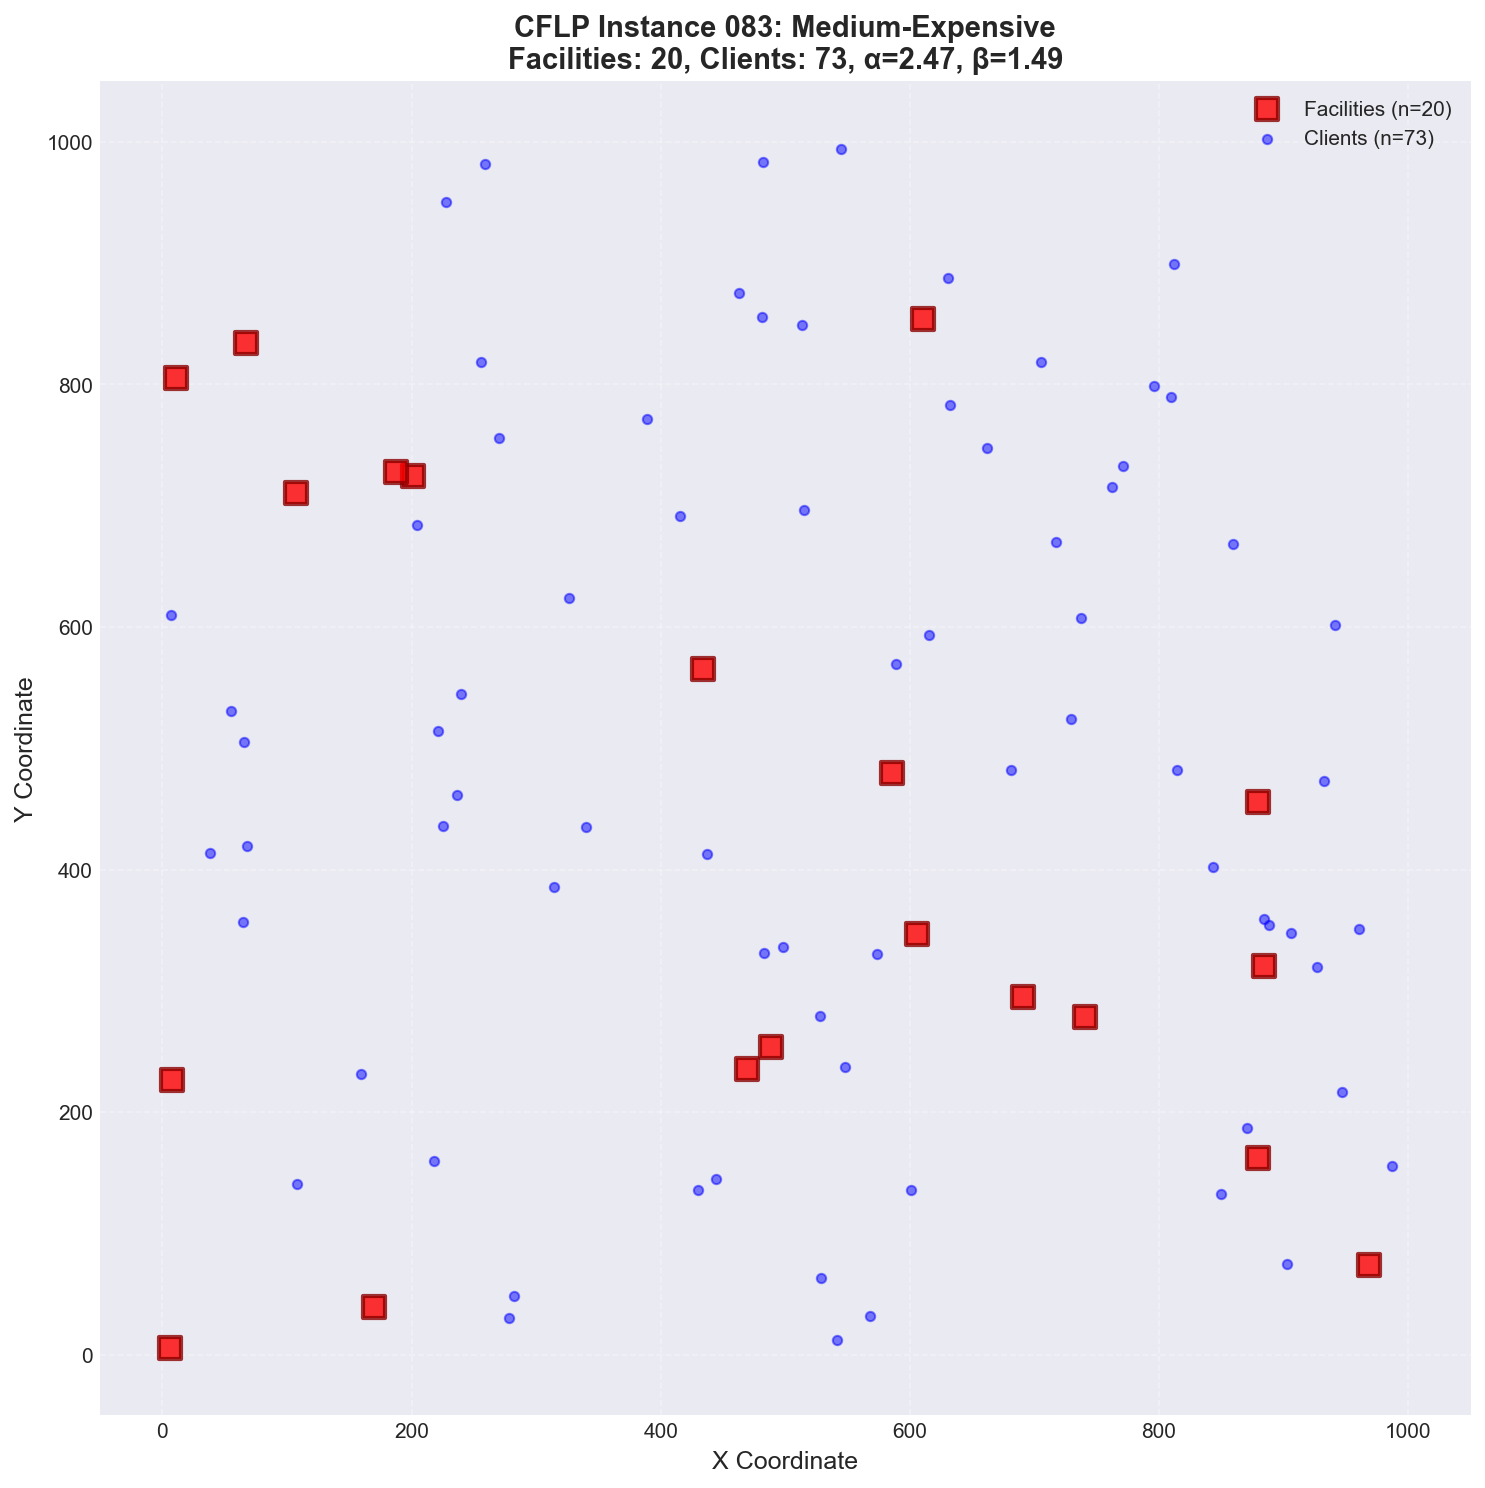 CFLP Instance 083: Medium-Expensive
Facilities: 20, Clients: 73, α=2.47, β=1.49
Facilities (n=20)
Clients (n=73)
1000
800
600
400
200
0
Y Coordinate
0 200 400 600 800 1000
X Coordinate